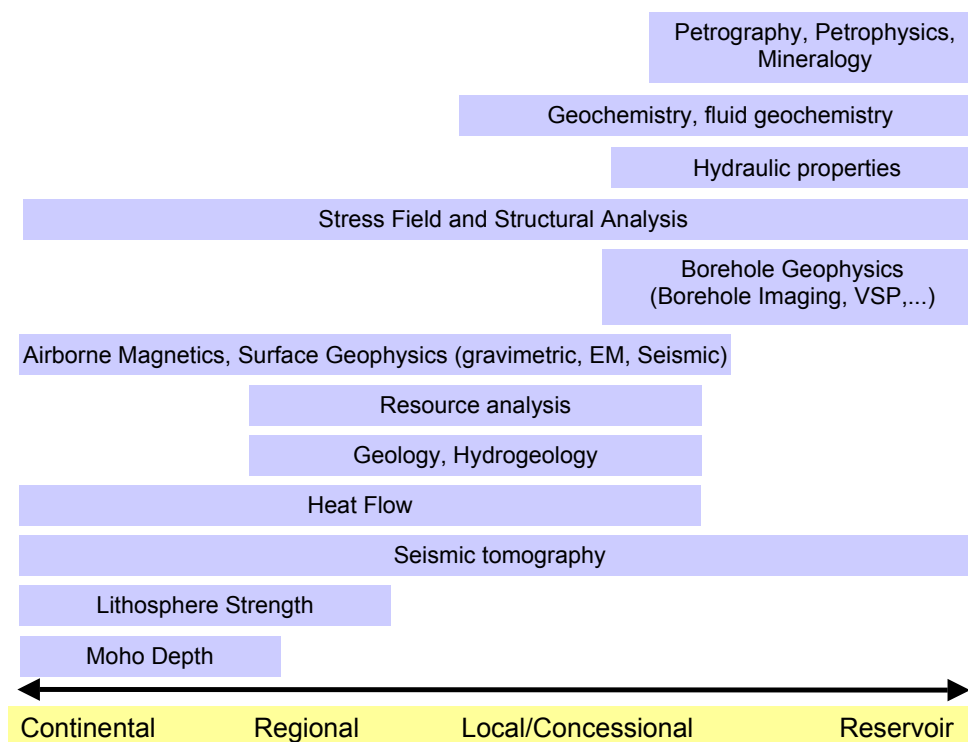 Petrography, Petrophysics,
Mineralogy
Geochemistry, fluid geochemistry
Hydraulic properties
Stress Field and Structural Analysis
Borehole Geophysics
(Borehole Imaging, VSP,...)
Airborne Magnetics, Surface Geophysics (gravimetric, EM, Seismic)
Resource analysis
Geology, Hydrogeology
Heat Flow
Seismic tomography
Lithosphere Strength
Moho Depth
Continental Regional Local/Concessional Reservoir